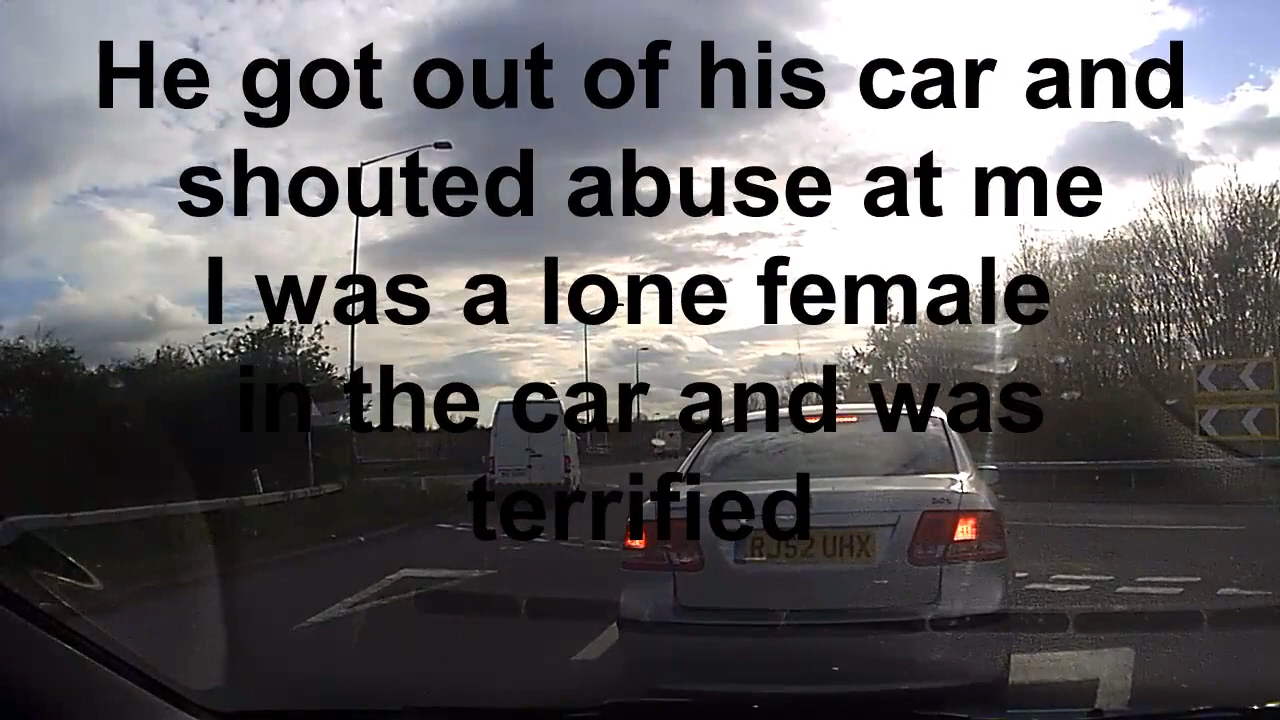 He got out of his car and
shouted abuse at me
I was a lone female
in the car and was
terrified
RJ52 UHX